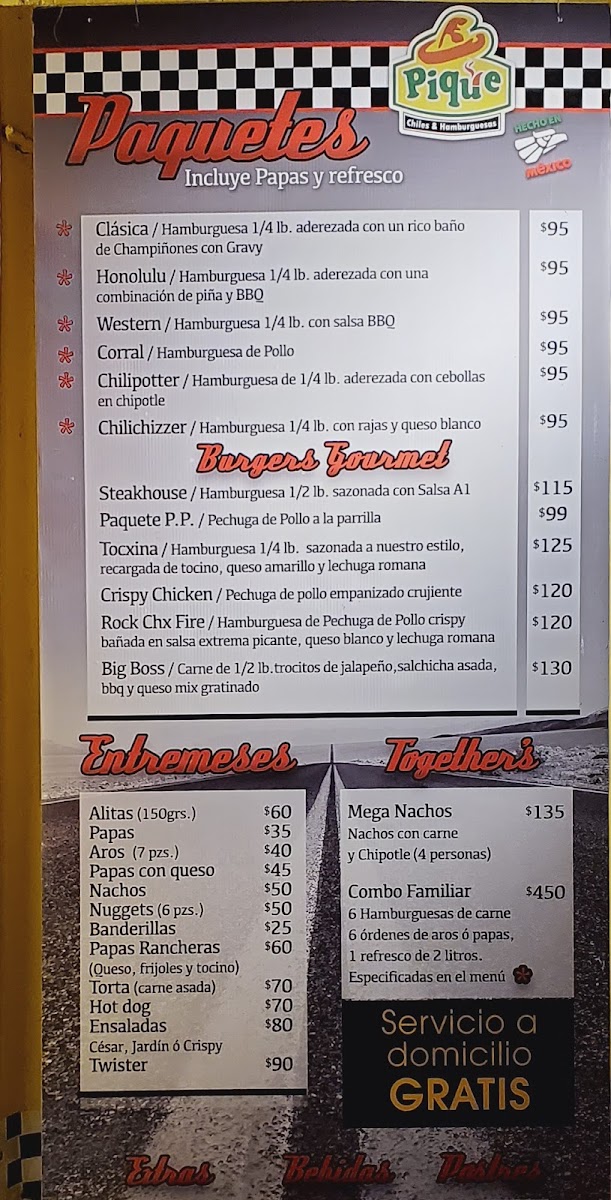 Pique
Chiles & Hamburguesas
HECHO EN
méxico
Paquetes
Incluye Papas y refresco
* Clásica / Hamburguesa 1/4 lb. aderezada con un rico baño $95
de Champiñones con Gravy
* Honolulu / Hamburguesa 1/4 lb. aderezada con una $95
combinación de piña y BBQ
* Western / Hamburguesa 1/4 lb. con salsa BBQ $95
* Corral / Hamburguesa de Pollo $95
* Chilipotter / Hamburguesa de 1/4 lb. aderezada con cebollas $95
en chipotle
* Chilichizzer / Hamburguesa 1/4 lb. con rajas y queso blanco $95
Burgers Gourmet
Steakhouse / Hamburguesa 1/2 lb. sazonada con Salsa A1 $115
Paquete P.P. / Pechuga de Pollo a la parrilla $99
Tocxina / Hamburguesa 1/4 lb. sazonada a nuestro estilo, $125
recargada de tocino, queso amarillo y lechuga romana
Crispy Chicken / Pechuga de pollo empanizado crujiente $120
Rock Chx Fire / Hamburguesa de Pechuga de Pollo crispy $120
bañada en salsa extrema picante, queso blanco y lechuga romana
Big Boss / Carne de 1/2 lb.trocitos de jalapeño,salchicha asada, $130
bbq y queso mix gratinado
Entremeses
Alitas (150grs.) $60
Papas $35
Aros (7 pzs.) $40
Papas con queso $45
Nachos $50
Nuggets (6 pzs.) $50
Banderillas $25
Papas Rancheras $60
(Queso, frijoles y tocino)
Torta (carne asada) $70
Hot dog $70
Ensaladas $80
César, Jardín ó Crispy
Twister $90
Together's
Mega Nachos $135
Nachos con carne
y Chipotle (4 personas)
Combo Familiar $450
6 Hamburguesas de carne
6 órdenes de aros ó papas,
1 refresco de 2 litros.
Especificadas en el menú *
Servicio a
domicilio
GRATIS
Extras Bebidas Postres